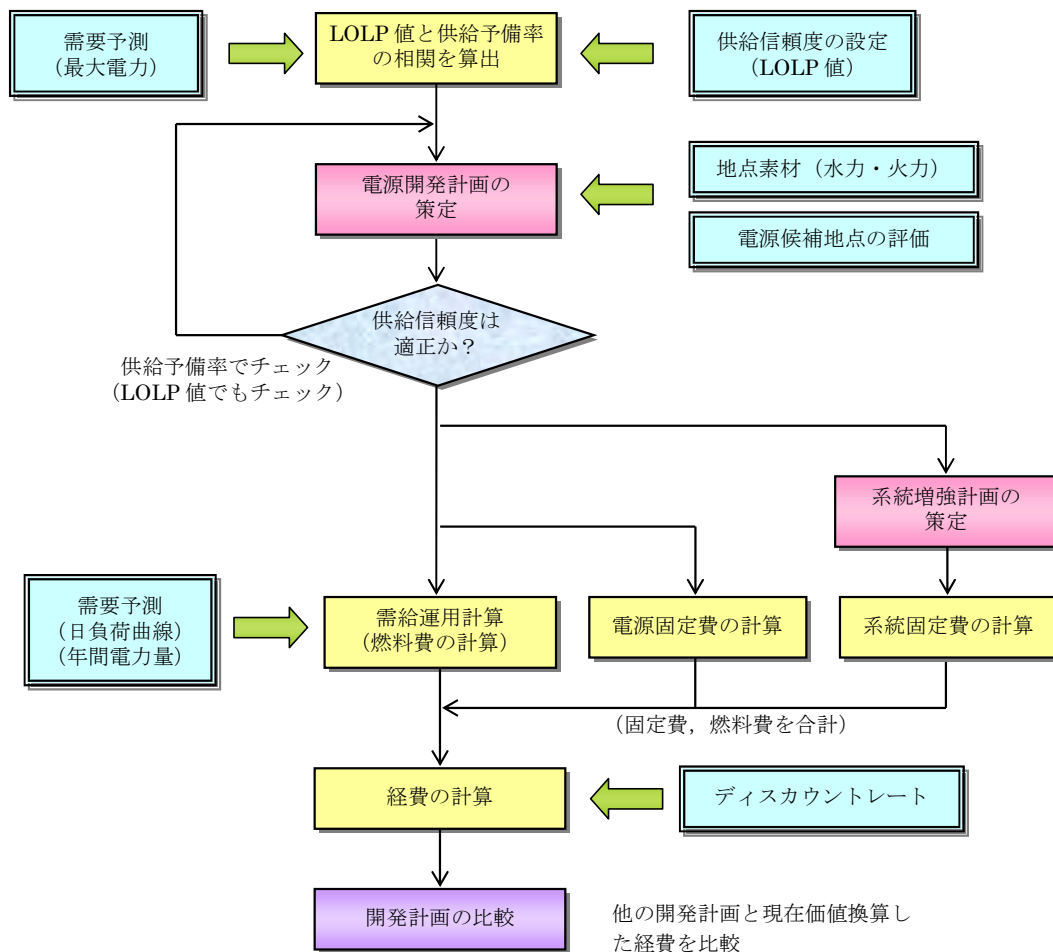 需要予測
（最大電力）
LOLP 値と供給予備率
の相関を算出
供給信頼度の設定
（LOLP 値）
電源開発計画の
策定
地点素材（水力・火力）
電源候補地点の評価
供給信頼度は
適正か？
供給予備率でチェック
（LOLP 値でもチェック）
系統増強計画の
策定
需要予測
（日負荷曲線）
（年間電力量）
需給運用計算
（燃料費の計算）
電源固定費の計算
系統固定費の計算
（固定費，燃料費を合計）
経費の計算
ディスカウントレート
開発計画の比較
他の開発計画と現在価値換算し
た経費を比較